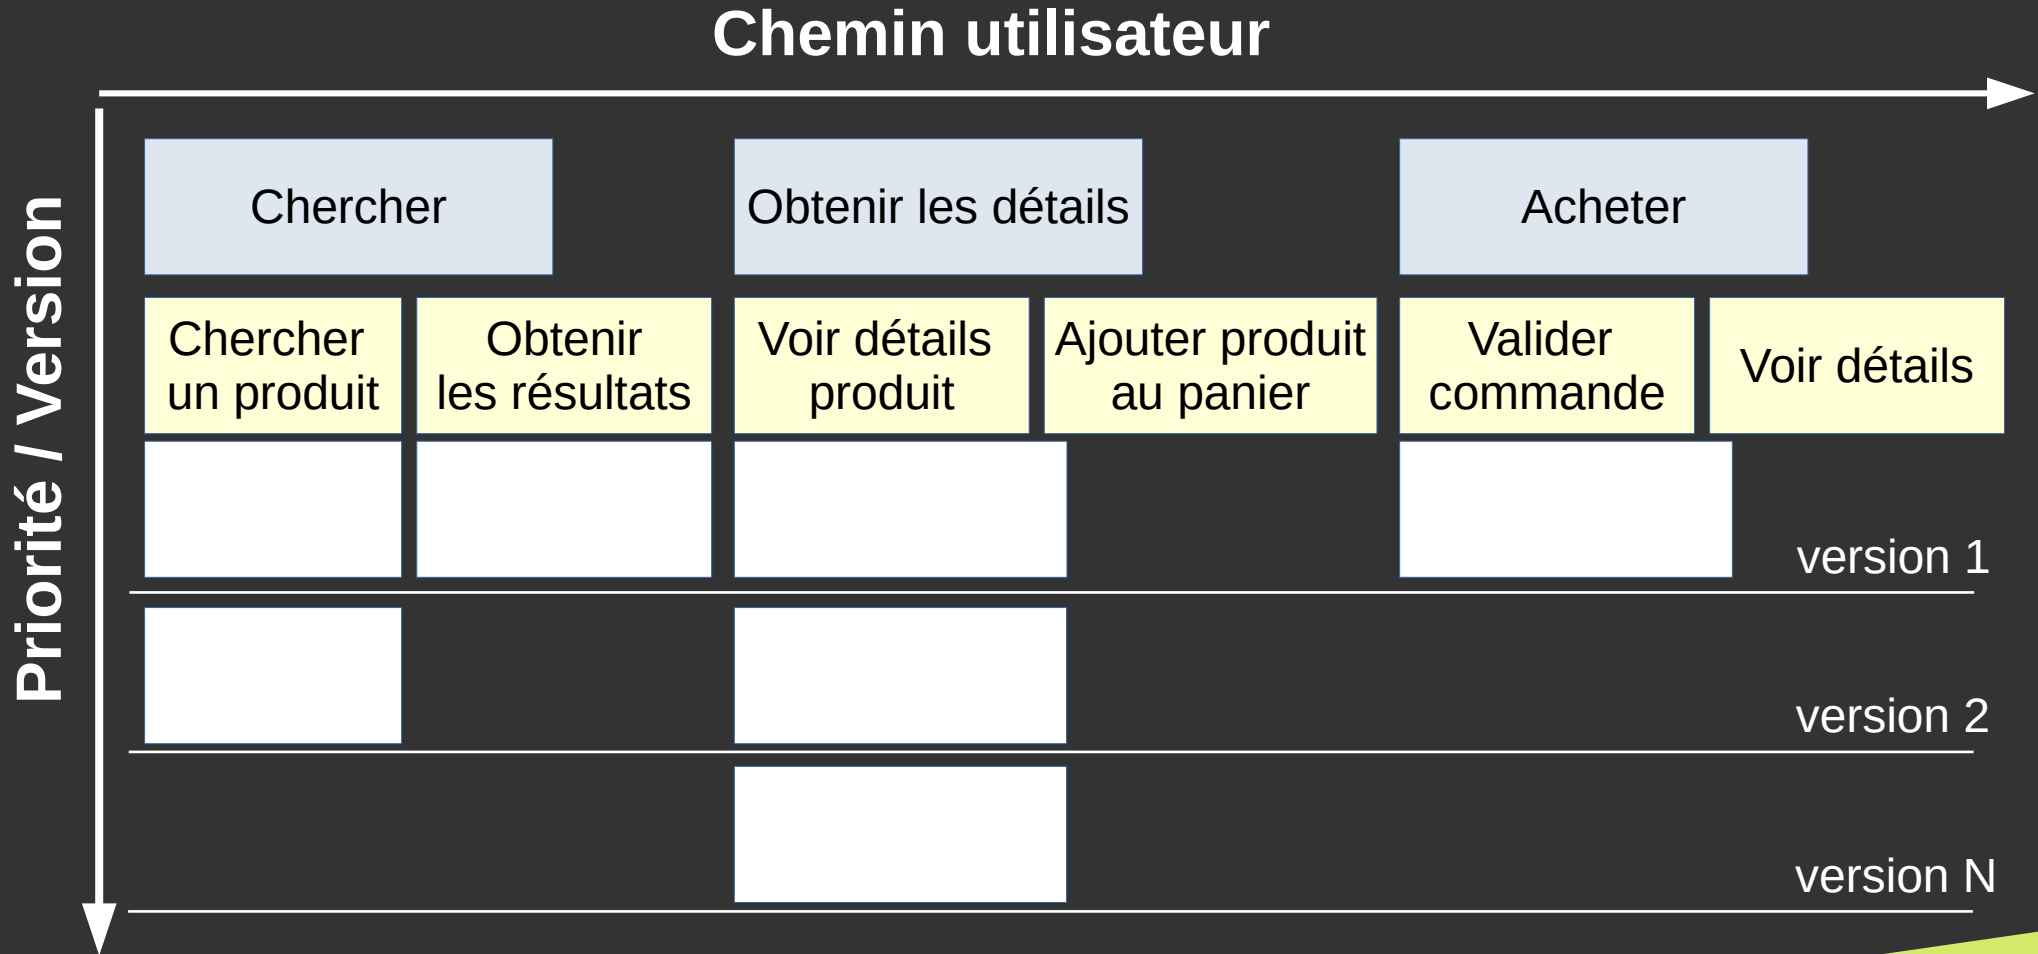 Chemin utilisateur
Priorité / Version
Chercher
Obtenir les détails
Acheter
Chercher
un produit
Obtenir
les résultats
Voir détails
produit
Ajouter produit
au panier
Valider
commande
Voir détails
version 1
version 2
version N